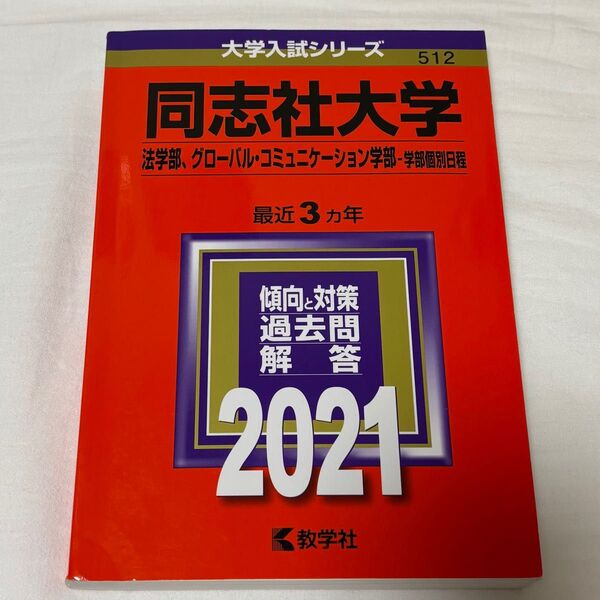 大学入試シリーズ
512
同志社大学
法学部、グローバル・コミュニケーション学部-学部個別日程
最近3カ年
傾向と対策
過去問
解答
2021
教学社